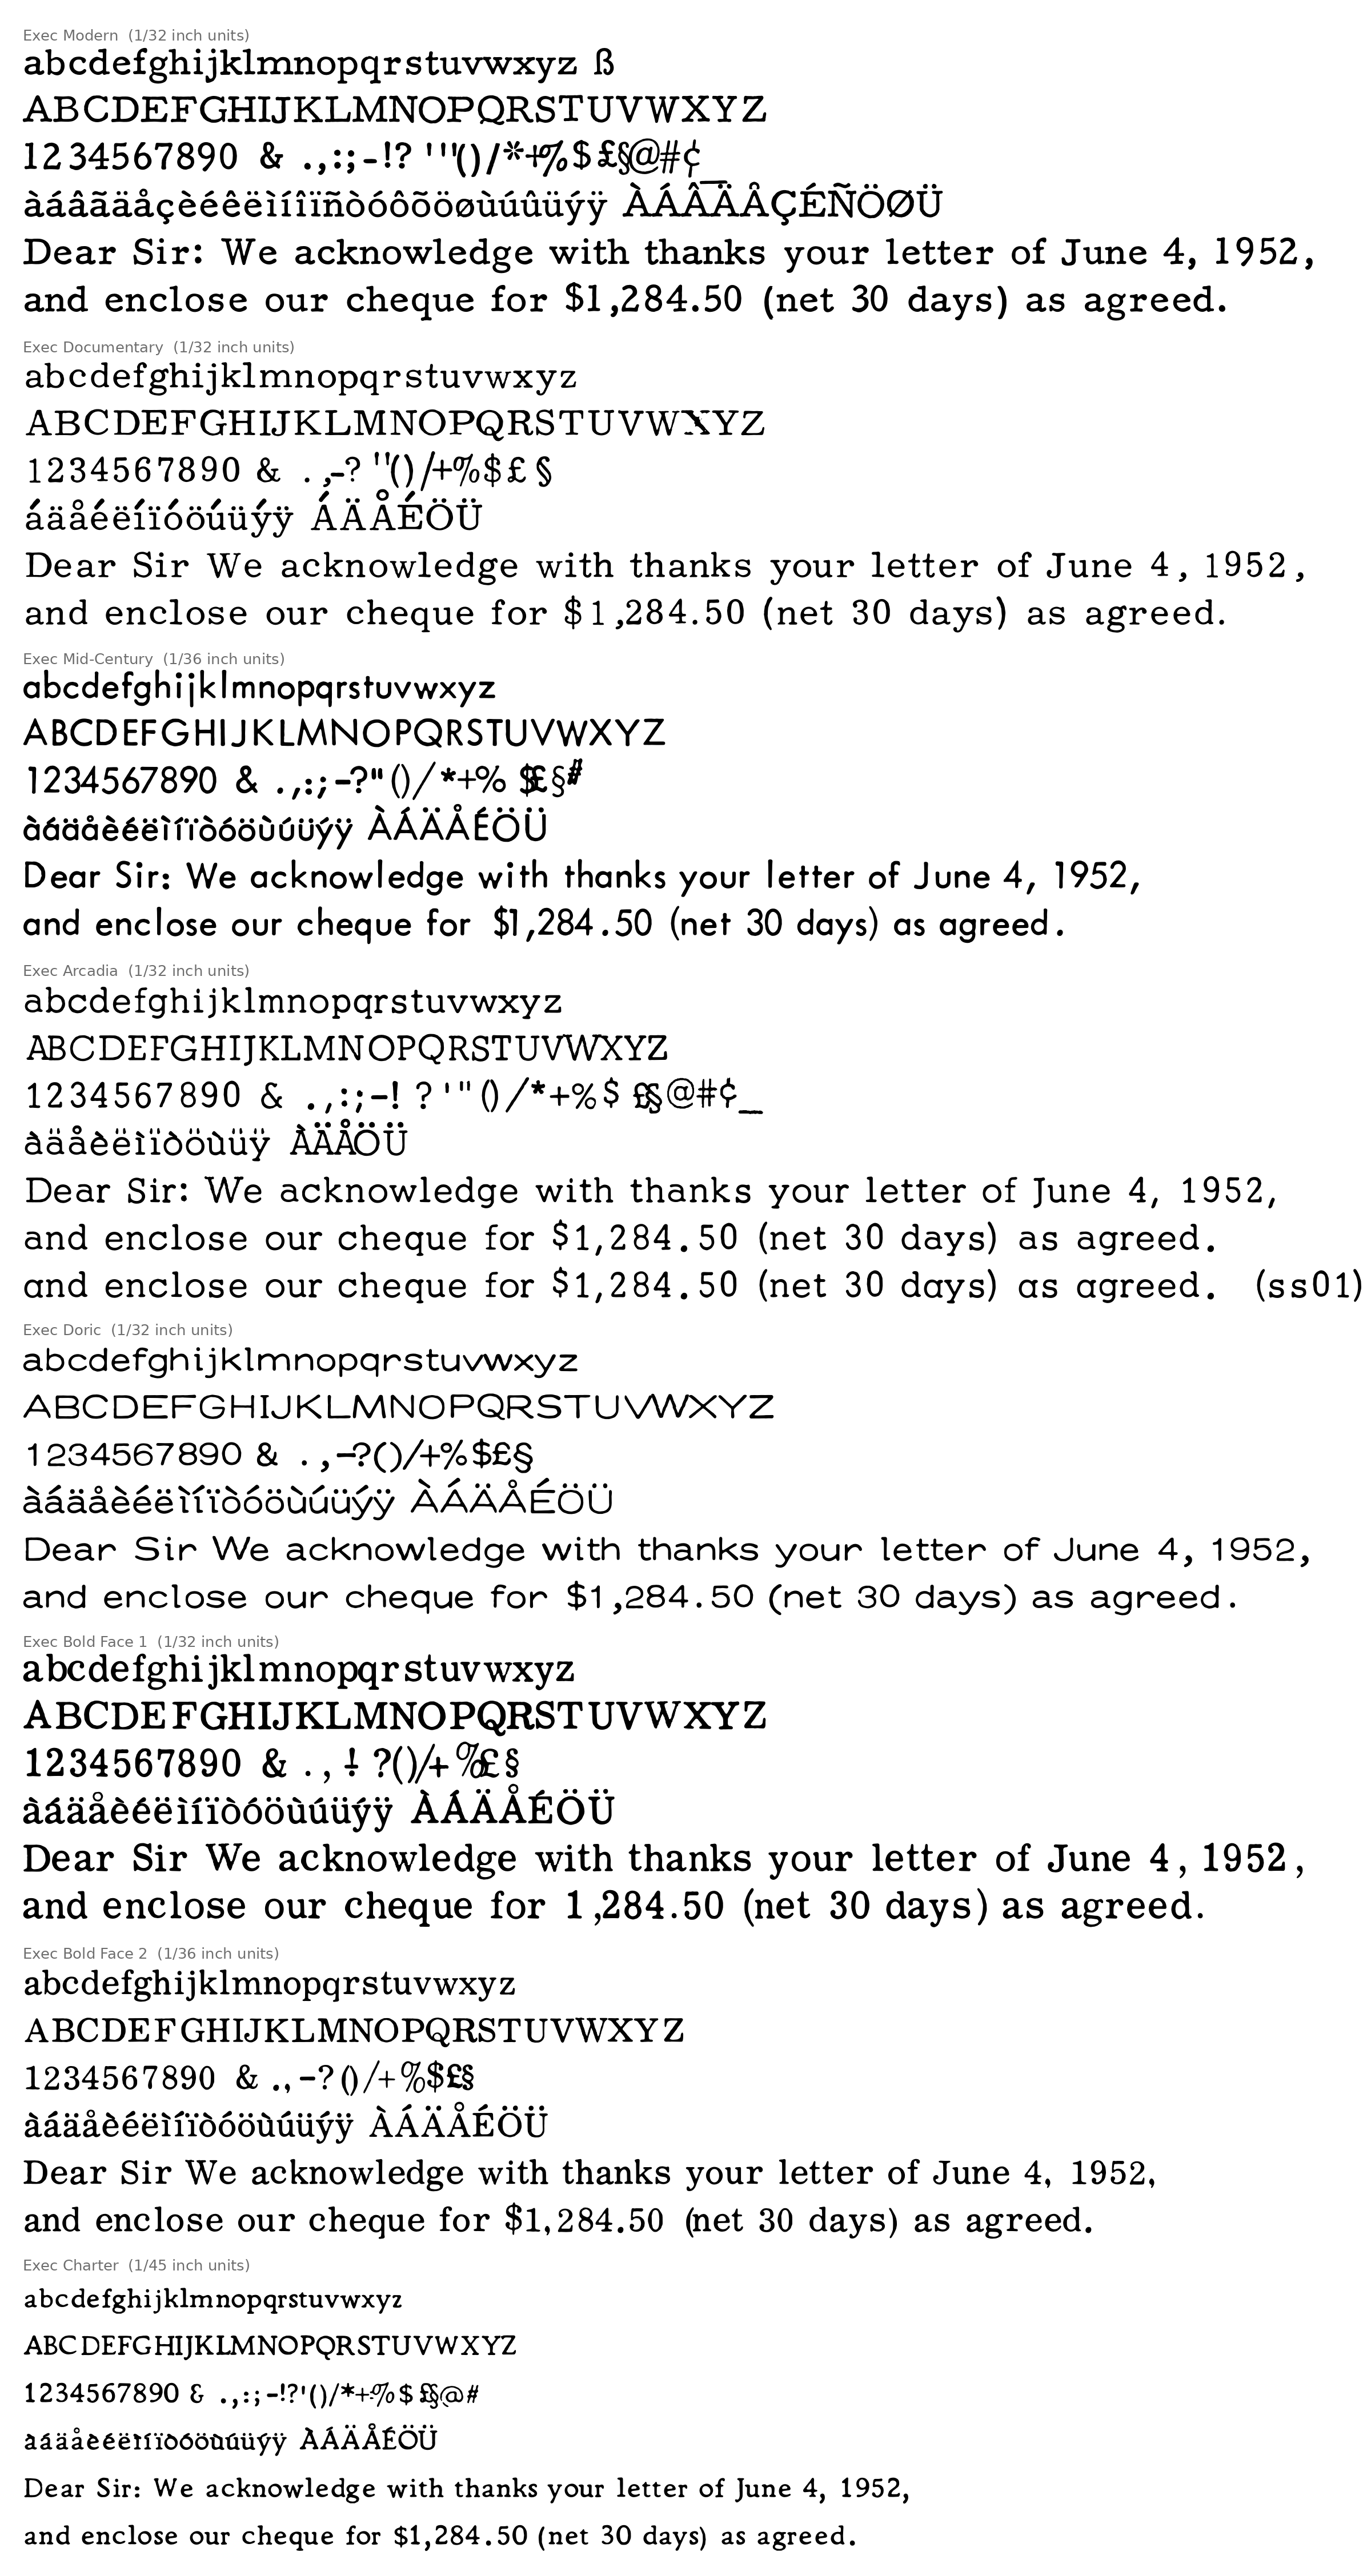 Exec Modern (1/32 inch units)
abcdefghijklmnopqrstuvwxyz ß
ABCDEFGHIJKLMNOPQRSTUVWXYZ
1234567890 & .,:;-!? '"'()/*+%$£§@#¢_
àáâãäåçèéêëìíîïñòóôõöøùúûüýÿ ÀÁÂÄÅÇÉÑÖØÜ
Dear Sir: We acknowledge with thanks your letter of June 4, 1952,
and enclose our cheque for $1,284.50 (net 30 days) as agreed.
Exec Documentary (1/32 inch units)
abcdefghijklmnopqrstuvwxyz
ABCDEFGHIJKLMNOPQRSTUVWXYZ
1234567890 & .,-? "()/+%$£§
áäåéëíïóöúüýÿ ÁÄÅÉÖÜ
Dear Sir We acknowledge with thanks your letter of June 4, 1952,
and enclose our cheque for $1,284.50 (net 30 days) as agreed.
Exec Mid-Century (1/36 inch units)
abcdefghijklmnopqrstuvwxyz
ABCDEFGHIJKLMNOPQRSTUVWXYZ
1234567890 & .,:;-?"()/*+% $£§#
àáäåèéëìíïòóöùúüýÿ ÀÁÄÅÉÖÜ
Dear Sir: We acknowledge with thanks your letter of June 4, 1952,
and enclose our cheque for $1,284.50 (net 30 days) as agreed.
Exec Arcadia (1/32 inch units)
abcdefghijklmnopqrstuvwxyz
ABCDEFGHIJKLMNOPQRSTUVWXYZ
1234567890 & .,:;-! ? '"()/*+%$ £§@#¢_
àäåèëìïòöùüÿ ÀÄÅÖÜ
Dear Sir: We acknowledge with thanks your letter of June 4, 1952,
and enclose our cheque for $1,284.50 (net 30 days) as agreed.
and enclose our cheque for $1,284.50 (net 30 days) as agreed. (ss01)
Exec Doric (1/32 inch units)
abcdefghijklmnopqrstuvwxyz
ABCDEFGHIJKLMNOPQRSTUVWXYZ
1234567890 & .,-?()/+%$£§
àáäåèéëìíïòóöùúüýÿ ÀÁÄÅÉÖÜ
Dear Sir We acknowledge with thanks your letter of June 4, 1952,
and enclose our cheque for $1,284.50 (net 30 days) as agreed.
Exec Bold Face 1 (1/32 inch units)
abcdefghijklmnopqrstuvwxyz
ABCDEFGHIJKLMNOPQRSTUVWXYZ
1234567890 & .,-! ?()/+%£§
àáäåèéëìíïòóöùúüýÿ ÀÁÄÅÉÖÜ
Dear Sir We acknowledge with thanks your letter of June 4, 1952,
and enclose our cheque for 1,284.50 (net 30 days) as agreed.
Exec Bold Face 2 (1/36 inch units)
abcdefghijklmnopqrstuvwxyz
ABCDEFGHIJKLMNOPQRSTUVWXYZ
1234567890 & .,-?()/+%$£§
àáäåèéëìíïòóöùúüýÿ ÀÁÄÅÉÖÜ
Dear Sir We acknowledge with thanks your letter of June 4, 1952,
and enclose our cheque for $1,284.50 (net 30 days) as agreed.
Exec Charter (1/45 inch units)
abcdefghijklmnopqrstuvwxyz
ABCDEFGHIJKLMNOPQRSTUVWXYZ
1234567890 & .,:;-!?'()/*+%$£§@#
àáäåèéëìíïòóöùúüýÿ ÀÁÄÅÉÖÜ
Dear Sir: We acknowledge with thanks your letter of June 4, 1952,
and enclose our cheque for $1,284.50 (net 30 days) as agreed.